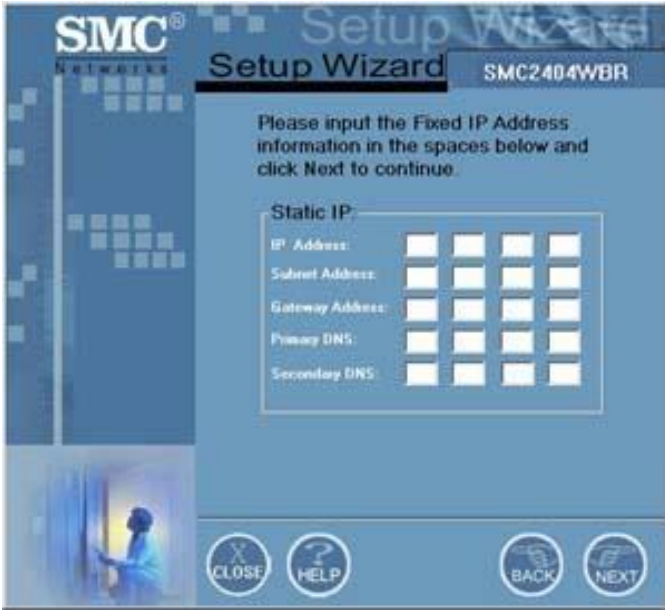 SMC®
Networks
Setup Wizard
Setup Wizard
SMC2404WBR
Please input the Fixed IP Address
information in the spaces below and
click Next to continue.
Static IP:
IP Address:
Subnet Address:
Gateway Address:
Primary DNS:
Secondary DNS:
X
CLOSE
?
HELP
BACK
NEXT